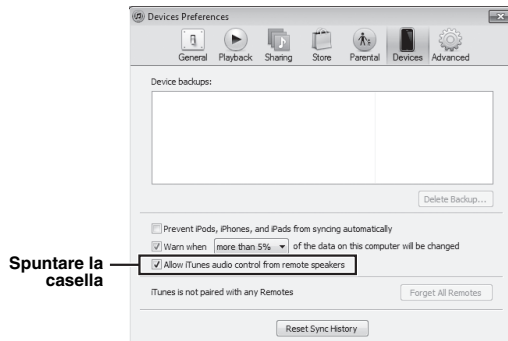 Devices Preferences
General Playback Sharing Store Parental Devices Advanced
Device backups:
Delete Backup...
Prevent iPods, iPhones, and iPads from syncing automatically
Warn when more than 5% of the data on this computer will be changed
Spuntare la
casella
Allow iTunes audio control from remote speakers
iTunes is not paired with any Remotes Forget All Remotes
Reset Sync History